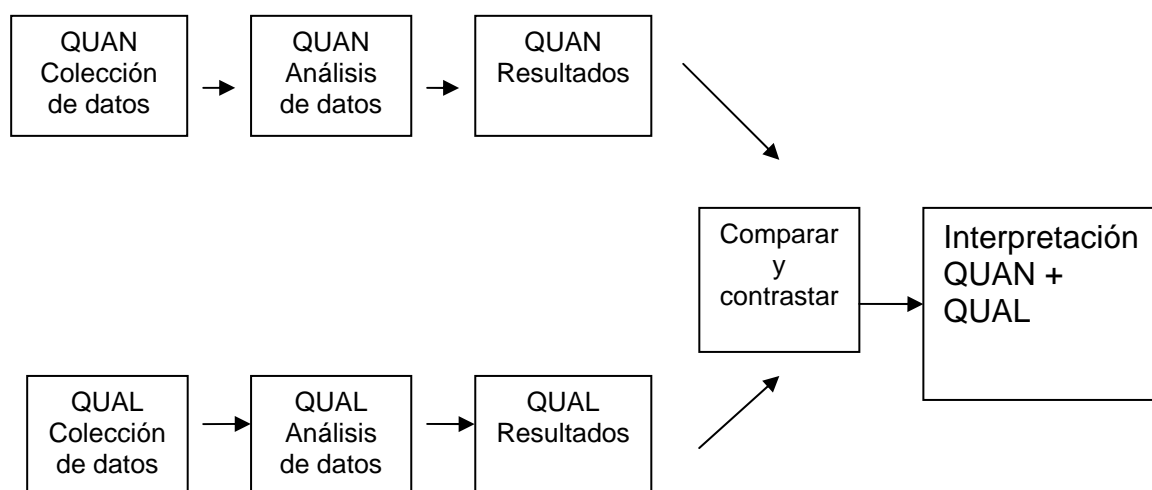 QUAN
Colección
de datos
QUAN
Análisis
de datos
QUAN
Resultados
Comparar
y
contrastar
Interpretación
QUAN +
QUAL
QUAL
Colección
de datos
QUAL
Análisis
de datos
QUAL
Resultados